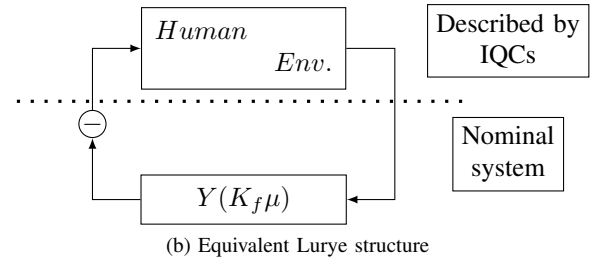 Human
Env.
Described by
IQCs
−
Nominal
system
Y(K_fμ)
(b) Equivalent Lurye structure